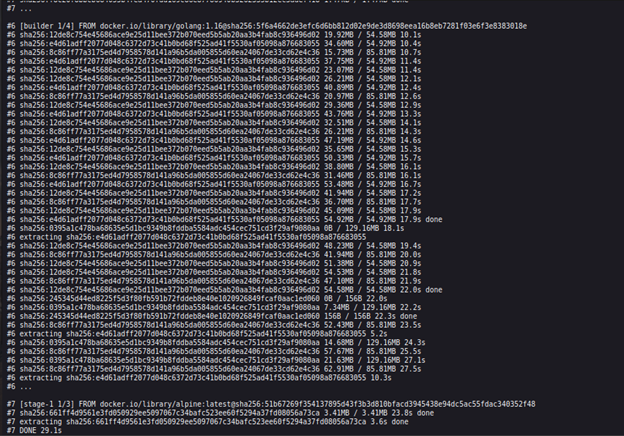 #7 ...
#6 [builder 1/4] FROM docker.io/library/golang:1.16@sha256:5f6a4662de3efc6d6bb812d02e9de3d8698eea16b8eb7281f03e6f3e8383018e
#6 sha256:12de8c754e45686ace9e25d11bee372b070eed5b5ab20aa3b4fab8c936496d02 19.92MB / 54.58MB 10.1s
#6 sha256:e4d61adff2077d048c6372d73c41b0bd68f525ad41f5530af05098a876683055 34.60MB / 54.92MB 10.4s
#6 sha256:8c86ff77a3175ed4d7958578d141a96b5da005855d60ea24067de33cd62e4c36 15.73MB / 85.81MB 10.7s
#6 sha256:e4d61adff2077d048c6372d73c41b0bd68f525ad41f5530af05098a876683055 37.75MB / 54.92MB 11.4s
#6 sha256:12de8c754e45686ace9e25d11bee372b070eed5b5ab20aa3b4fab8c936496d02 23.07MB / 54.58MB 11.4s
#6 sha256:12de8c754e45686ace9e25d11bee372b070eed5b5ab20aa3b4fab8c936496d02 26.21MB / 54.58MB 12.1s
#6 sha256:e4d61adff2077d048c6372d73c41b0bd68f525ad41f5530af05098a876683055 40.89MB / 54.92MB 12.4s
#6 sha256:8c86ff77a3175ed4d7958578d141a96b5da005855d60ea24067de33cd62e4c36 20.97MB / 85.81MB 12.6s
#6 sha256:12de8c754e45686ace9e25d11bee372b070eed5b5ab20aa3b4fab8c936496d02 29.36MB / 54.58MB 12.9s
#6 sha256:e4d61adff2077d048c6372d73c41b0bd68f525ad41f5530af05098a876683055 43.76MB / 54.92MB 13.3s
#6 sha256:12de8c754e45686ace9e25d11bee372b070eed5b5ab20aa3b4fab8c936496d02 32.51MB / 54.58MB 14.1s
#6 sha256:8c86ff77a3175ed4d7958578d141a96b5da005855d60ea24067de33cd62e4c36 26.21MB / 85.81MB 14.3s
#6 sha256:e4d61adff2077d048c6372d73c41b0bd68f525ad41f5530af05098a876683055 47.19MB / 54.92MB 14.6s
#6 sha256:12de8c754e45686ace9e25d11bee372b070eed5b5ab20aa3b4fab8c936496d02 35.65MB / 54.58MB 15.3s
#6 sha256:e4d61adff2077d048c6372d73c41b0bd68f525ad41f5530af05098a876683055 50.33MB / 54.92MB 15.7s
#6 sha256:12de8c754e45686ace9e25d11bee372b070eed5b5ab20aa3b4fab8c936496d02 38.80MB / 54.58MB 16.1s
#6 sha256:8c86ff77a3175ed4d7958578d141a96b5da005855d60ea24067de33cd62e4c36 31.46MB / 85.81MB 16.1s
#6 sha256:e4d61adff2077d048c6372d73c41b0bd68f525ad41f5530af05098a876683055 53.48MB / 54.92MB 16.7s
#6 sha256:12de8c754e45686ace9e25d11bee372b070eed5b5ab20aa3b4fab8c936496d02 41.94MB / 54.58MB 17.2s
#6 sha256:8c86ff77a3175ed4d7958578d141a96b5da005855d60ea24067de33cd62e4c36 36.70MB / 85.81MB 17.7s
#6 sha256:12de8c754e45686ace9e25d11bee372b070eed5b5ab20aa3b4fab8c936496d02 45.09MB / 54.58MB 17.9s
#6 sha256:e4d61adff2077d048c6372d73c41b0bd68f525ad41f5530af05098a876683055 54.92MB / 54.92MB 17.9s done
#6 sha256:0395a1c478ba68635e5d1bc9349b8fddba5584adc454cec751cd3f29af9080aa 0B / 129.16MB 18.1s
#6 extracting sha256:e4d61adff2077d048c6372d73c41b0bd68f525ad41f5530af05098a876683055
#6 sha256:12de8c754e45686ace9e25d11bee372b070eed5b5ab20aa3b4fab8c936496d02 48.23MB / 54.58MB 19.4s
#6 sha256:8c86ff77a3175ed4d7958578d141a96b5da005855d60ea24067de33cd62e4c36 41.94MB / 85.81MB 20.0s
#6 sha256:12de8c754e45686ace9e25d11bee372b070eed5b5ab20aa3b4fab8c936496d02 51.38MB / 54.58MB 20.9s
#6 sha256:12de8c754e45686ace9e25d11bee372b070eed5b5ab20aa3b4fab8c936496d02 54.53MB / 54.58MB 21.8s
#6 sha256:8c86ff77a3175ed4d7958578d141a96b5da005855d60ea24067de33cd62e4c36 47.10MB / 85.81MB 21.9s
#6 sha256:12de8c754e45686ace9e25d11bee372b070eed5b5ab20aa3b4fab8c936496d02 54.58MB / 54.58MB 22.0s done
#6 sha256:245345d44ed8225f5d3f80fb591b72fddeb8e40e1020926849fcaf0aac1ed060 0B / 156B 22.0s
#6 sha256:0395a1c478ba68635e5d1bc9349b8fddba5584adc454cec751cd3f29af9080aa 7.34MB / 129.16MB 22.2s
#6 sha256:245345d44ed8225f5d3f80fb591b72fddeb8e40e1020926849fcaf0aac1ed060 156B / 156B 22.3s done
#6 sha256:8c86ff77a3175ed4d7958578d141a96b5da005855d60ea24067de33cd62e4c36 52.43MB / 85.81MB 23.5s
#6 extracting sha256:e4d61adff2077d048c6372d73c41b0bd68f525ad41f5530af05098a876683055 5.2s
#6 sha256:0395a1c478ba68635e5d1bc9349b8fddba5584adc454cec751cd3f29af9080aa 14.68MB / 129.16MB 24.3s
#6 sha256:8c86ff77a3175ed4d7958578d141a96b5da005855d60ea24067de33cd62e4c36 57.67MB / 85.81MB 25.5s
#6 sha256:0395a1c478ba68635e5d1bc9349b8fddba5584adc454cec751cd3f29af9080aa 21.63MB / 129.16MB 27.1s
#6 sha256:8c86ff77a3175ed4d7958578d141a96b5da005855d60ea24067de33cd62e4c36 62.91MB / 85.81MB 27.5s
#6 extracting sha256:e4d61adff2077d048c6372d73c41b0bd68f525ad41f5530af05098a876683055 10.3s
#6 ...
#7 [stage-1 1/3] FROM docker.io/library/alpine:latest@sha256:51b67269f354137895d43f3b3d810bfacd3945438e94dc5ac55fdac340352f48
#7 sha256:661ff4d9561e3fd050929ee5097067c34bafc523ee60f5294a37fd08056a73ca 3.41MB / 3.41MB 23.8s done
#7 extracting sha256:661ff4d9561e3fd050929ee5097067c34bafc523ee60f5294a37fd08056a73ca 3.6s done
#7 DONE 29.1s